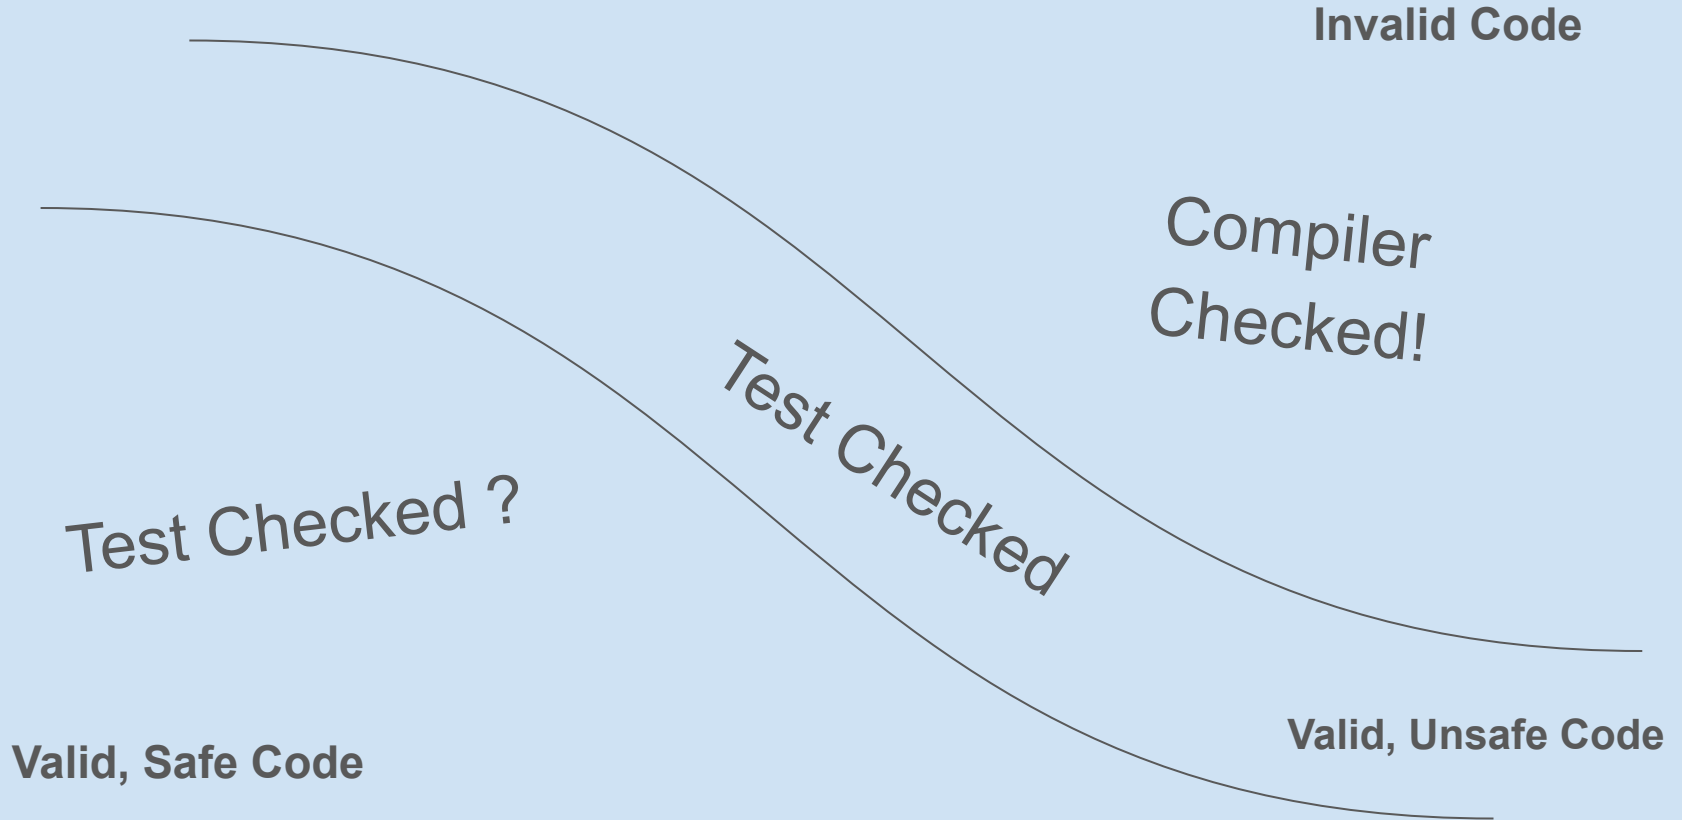 Invalid Code
Compiler
Checked!
Test Checked
Test Checked ?
Valid, Unsafe Code
Valid, Safe Code